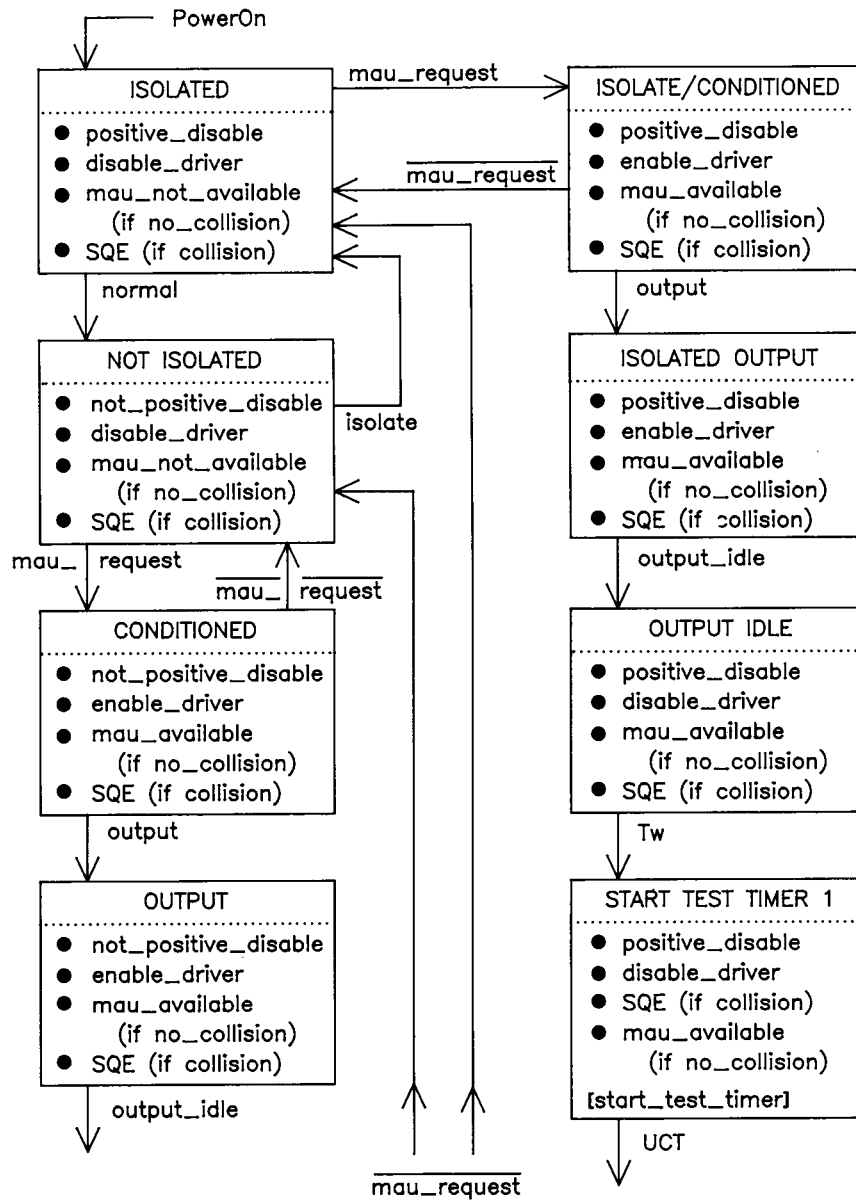 PowerOn
ISOLATED
● positive_disable
● disable_driver
● mau_not_available
(if no_collision)
● SQE (if collision)
mau_request
mau_request
ISOLATE/CONDITIONED
● positive_disable
● enable_driver
● mau_available
(if no_collision)
● SQE (if collision)
normal
output
NOT ISOLATED
● not_positive_disable
● disable_driver
● mau_not_available
(if no_collision)
● SQE (if collision)
isolate
ISOLATED OUTPUT
● positive_disable
● enable_driver
● mau_available
(if no_collision)
● SQE (if collision)
mau_ request
mau_ request
output_idle
CONDITIONED
● not_positive_disable
● enable_driver
● mau_available
(if no_collision)
● SQE (if collision)
OUTPUT IDLE
● positive_disable
● disable_driver
● mau_available
(if no_collision)
● SQE (if collision)
output
Tw
OUTPUT
● not_positive_disable
● enable_driver
● mau_available
(if no_collision)
● SQE (if collision)
START TEST TIMER 1
● positive_disable
● disable_driver
● SQE (if collision)
● mau_available
(if no_collision)
[start_test_timer]
output_idle
UCT
mau_request